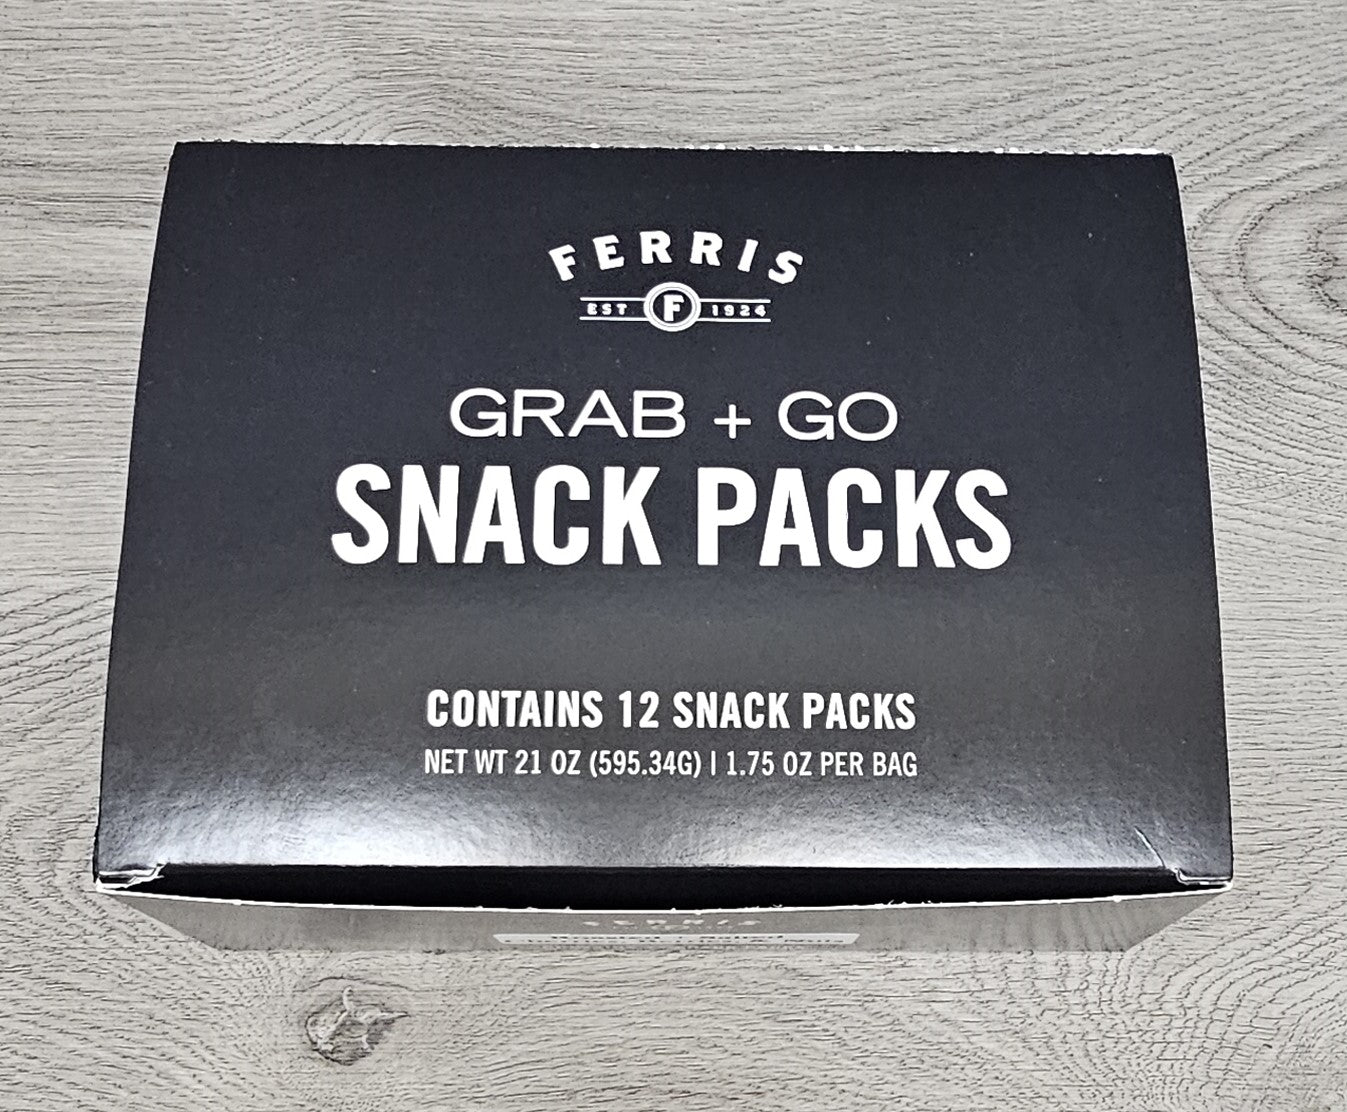 FERRIS
EST F 1924
GRAB + GO
SNACK PACKS
CONTAINS 12 SNACK PACKS
NET WT 21 OZ (595.34G) | 1.75 OZ PER BAG
FERRIS